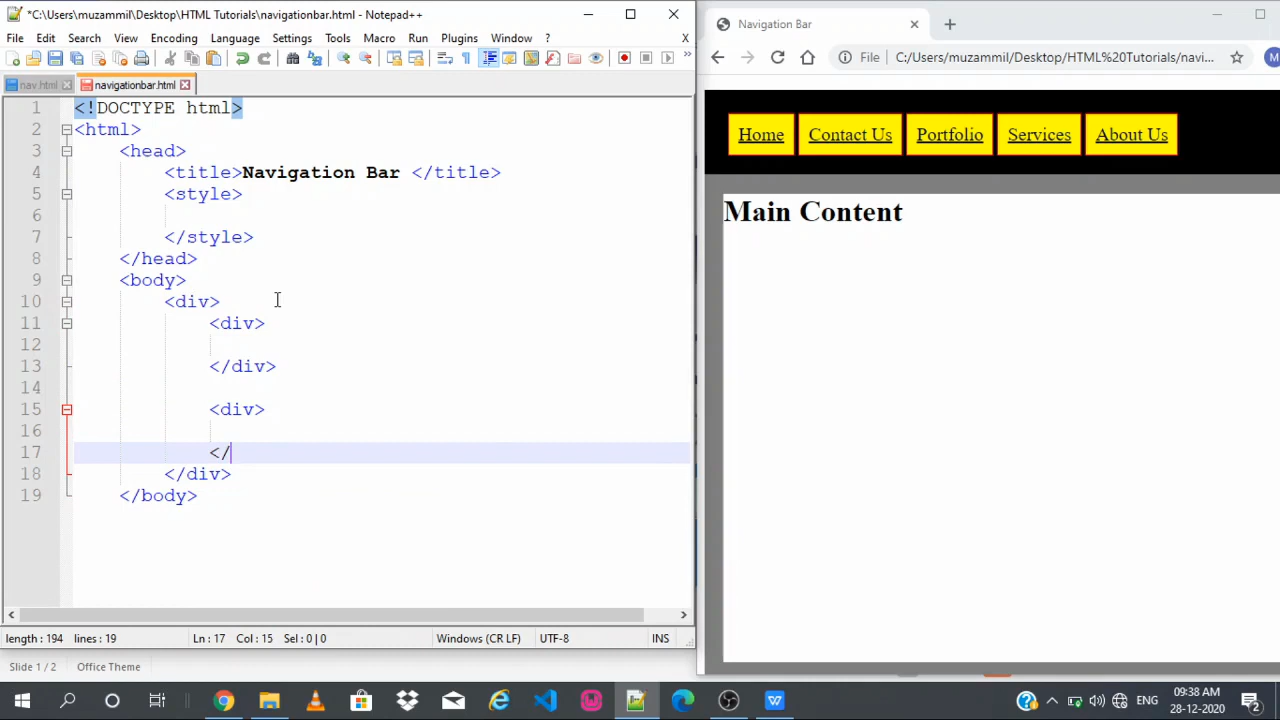 *C:\Users\muzammil\Desktop\HTML Tutorials\navigationbar.html - Notepad++
File Edit Search View Encoding Language Settings Tools Macro Run Plugins Window ? X
nav.html navigationbar.html
1 <!DOCTYPE html>
2 <html>
3 <head>
4 <title>Navigation Bar </title>
5 <style>
6
7 </style>
8 </head>
9 <body>
10 <div>
11 <div>
12
13 </div>
14
15 <div>
16
17 </
18 </div>
19 </body>
length : 194 lines : 19 Ln : 17 Col : 15 Sel : 0 | 0 Windows (CR LF) UTF-8 INS
Slide 1 / 2 Office Theme
Navigation Bar
File C:/Users/muzammil/Desktop/HTML%20Tutorials/navi... M
Home Contact Us Portfolio Services About Us
Main Content
ENG 09:38 AM
28-12-2020 2